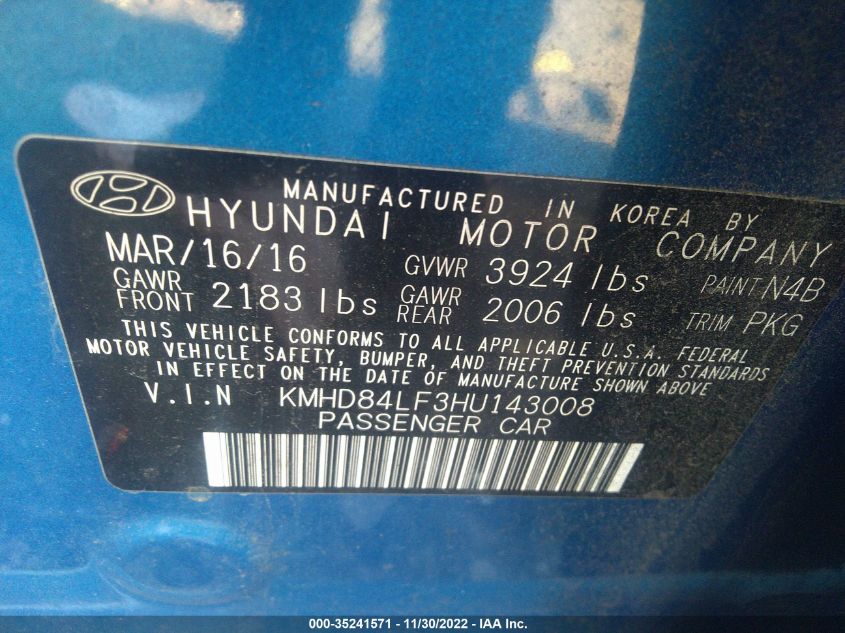 MANUFACTURED IN KOREA BY
HYUNDAI MOTOR COMPANY
MAR/16/16 GVWR 3924 lbs PAINT N4B
GAWR FRONT 2183 lbs GAWR REAR 2006 lbs TRIM PKG
THIS VEHICLE CONFORMS TO ALL APPLICABLE U.S.A. FEDERAL
MOTOR VEHICLE SAFETY, BUMPER, AND THEFT PREVENTION STANDARDS
IN EFFECT ON THE DATE OF MANUFACTURE SHOWN ABOVE
V.I.N KMHD84LF3HU143008
PASSENGER CAR
000-35241571 - 11/30/2022 - IAA Inc.